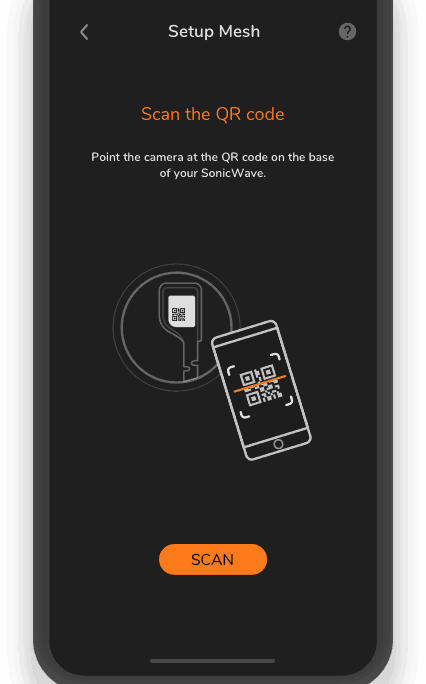 Setup Mesh
Scan the QR code
Point the camera at the QR code on the base
of your SonicWave.
SCAN